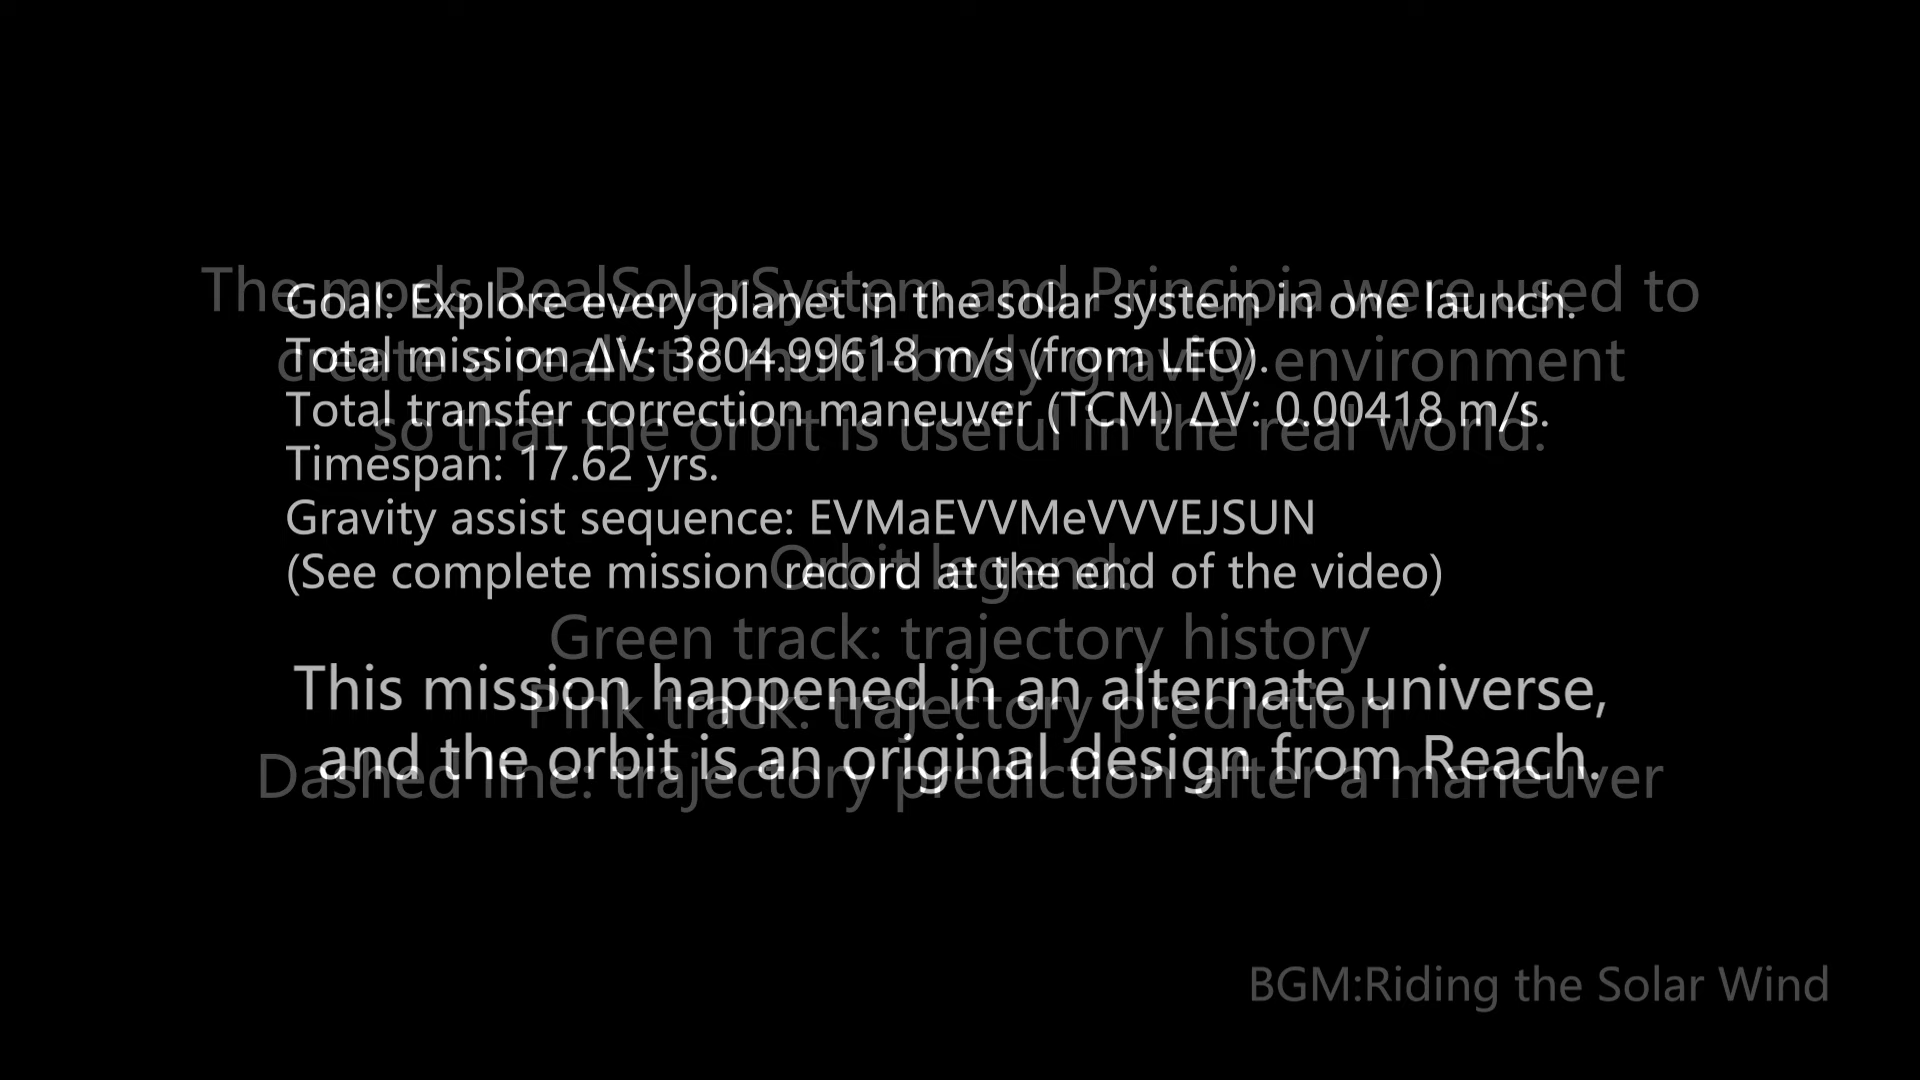 Goal: Explore every planet in the solar system in one launch.
Total mission ΔV: 3804.99618 m/s (from LEO).
Total transfer correction maneuver (TCM) ΔV: 0.00418 m/s.
Timespan: 17.62 yrs.
Gravity assist sequence: EVMaEVVMeVVVEJSUN
(See complete mission record at the end of the video)
This mission happened in an alternate universe,
and the orbit is an original design from Reach.
The mods RealSolarSystem and Principia were used to
create a realistic multi-body gravity environment
so that the orbit is useful in the real world.
Orbit legend:
Green track: trajectory history
Pink track: trajectory prediction
Dashed line: trajectory prediction after a maneuver
BGM:Riding the Solar Wind